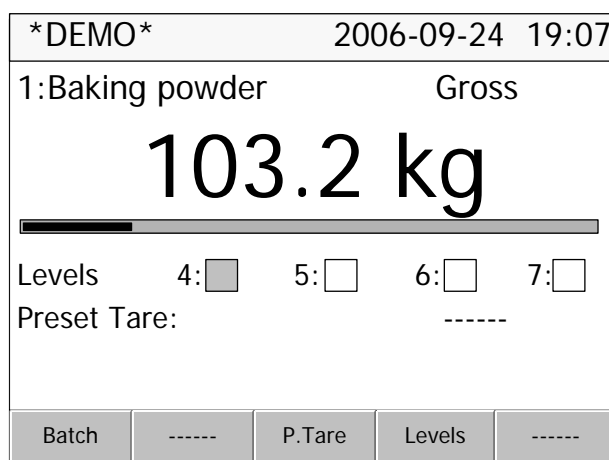 *DEMO* 2006-09-24 19:07
1:Baking powder Gross
103.2 kg
Levels 4: 5: 6: 7:
Preset Tare: ------
Batch ------ P.Tare Levels ------